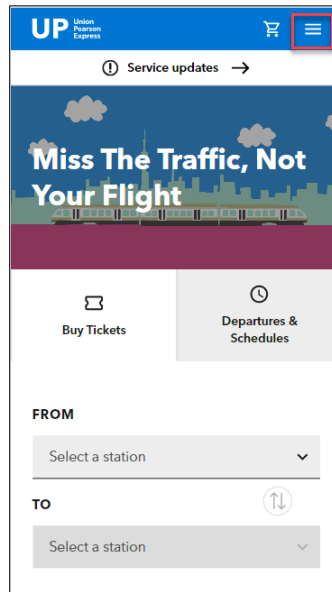 UP Union
Pearson
Express
Service updates
Miss The Traffic, Not
Your Flight
Buy Tickets
Departures &
Schedules
FROM
Select a station
TO
Select a station